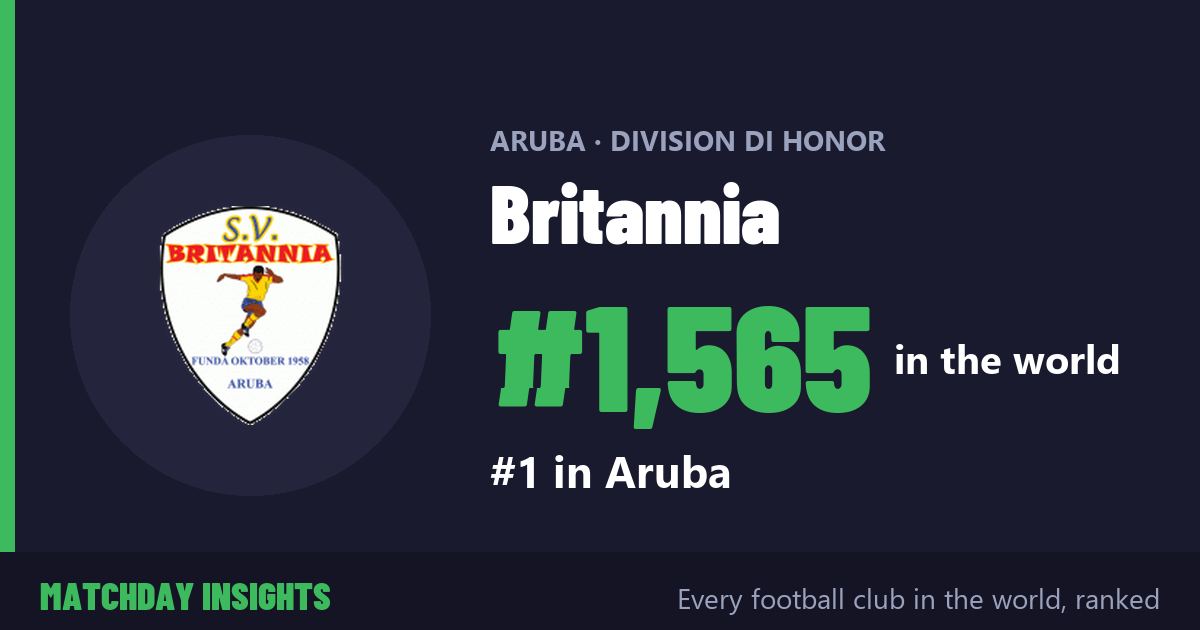 ARUBA · DIVISION DI HONOR
Britannia
#1,565 in the world
#1 in Aruba
S.V.
BRITANNIA
FUNDA OKTOBER 1958
ARUBA
MATCHDAY INSIGHTS
Every football club in the world, ranked